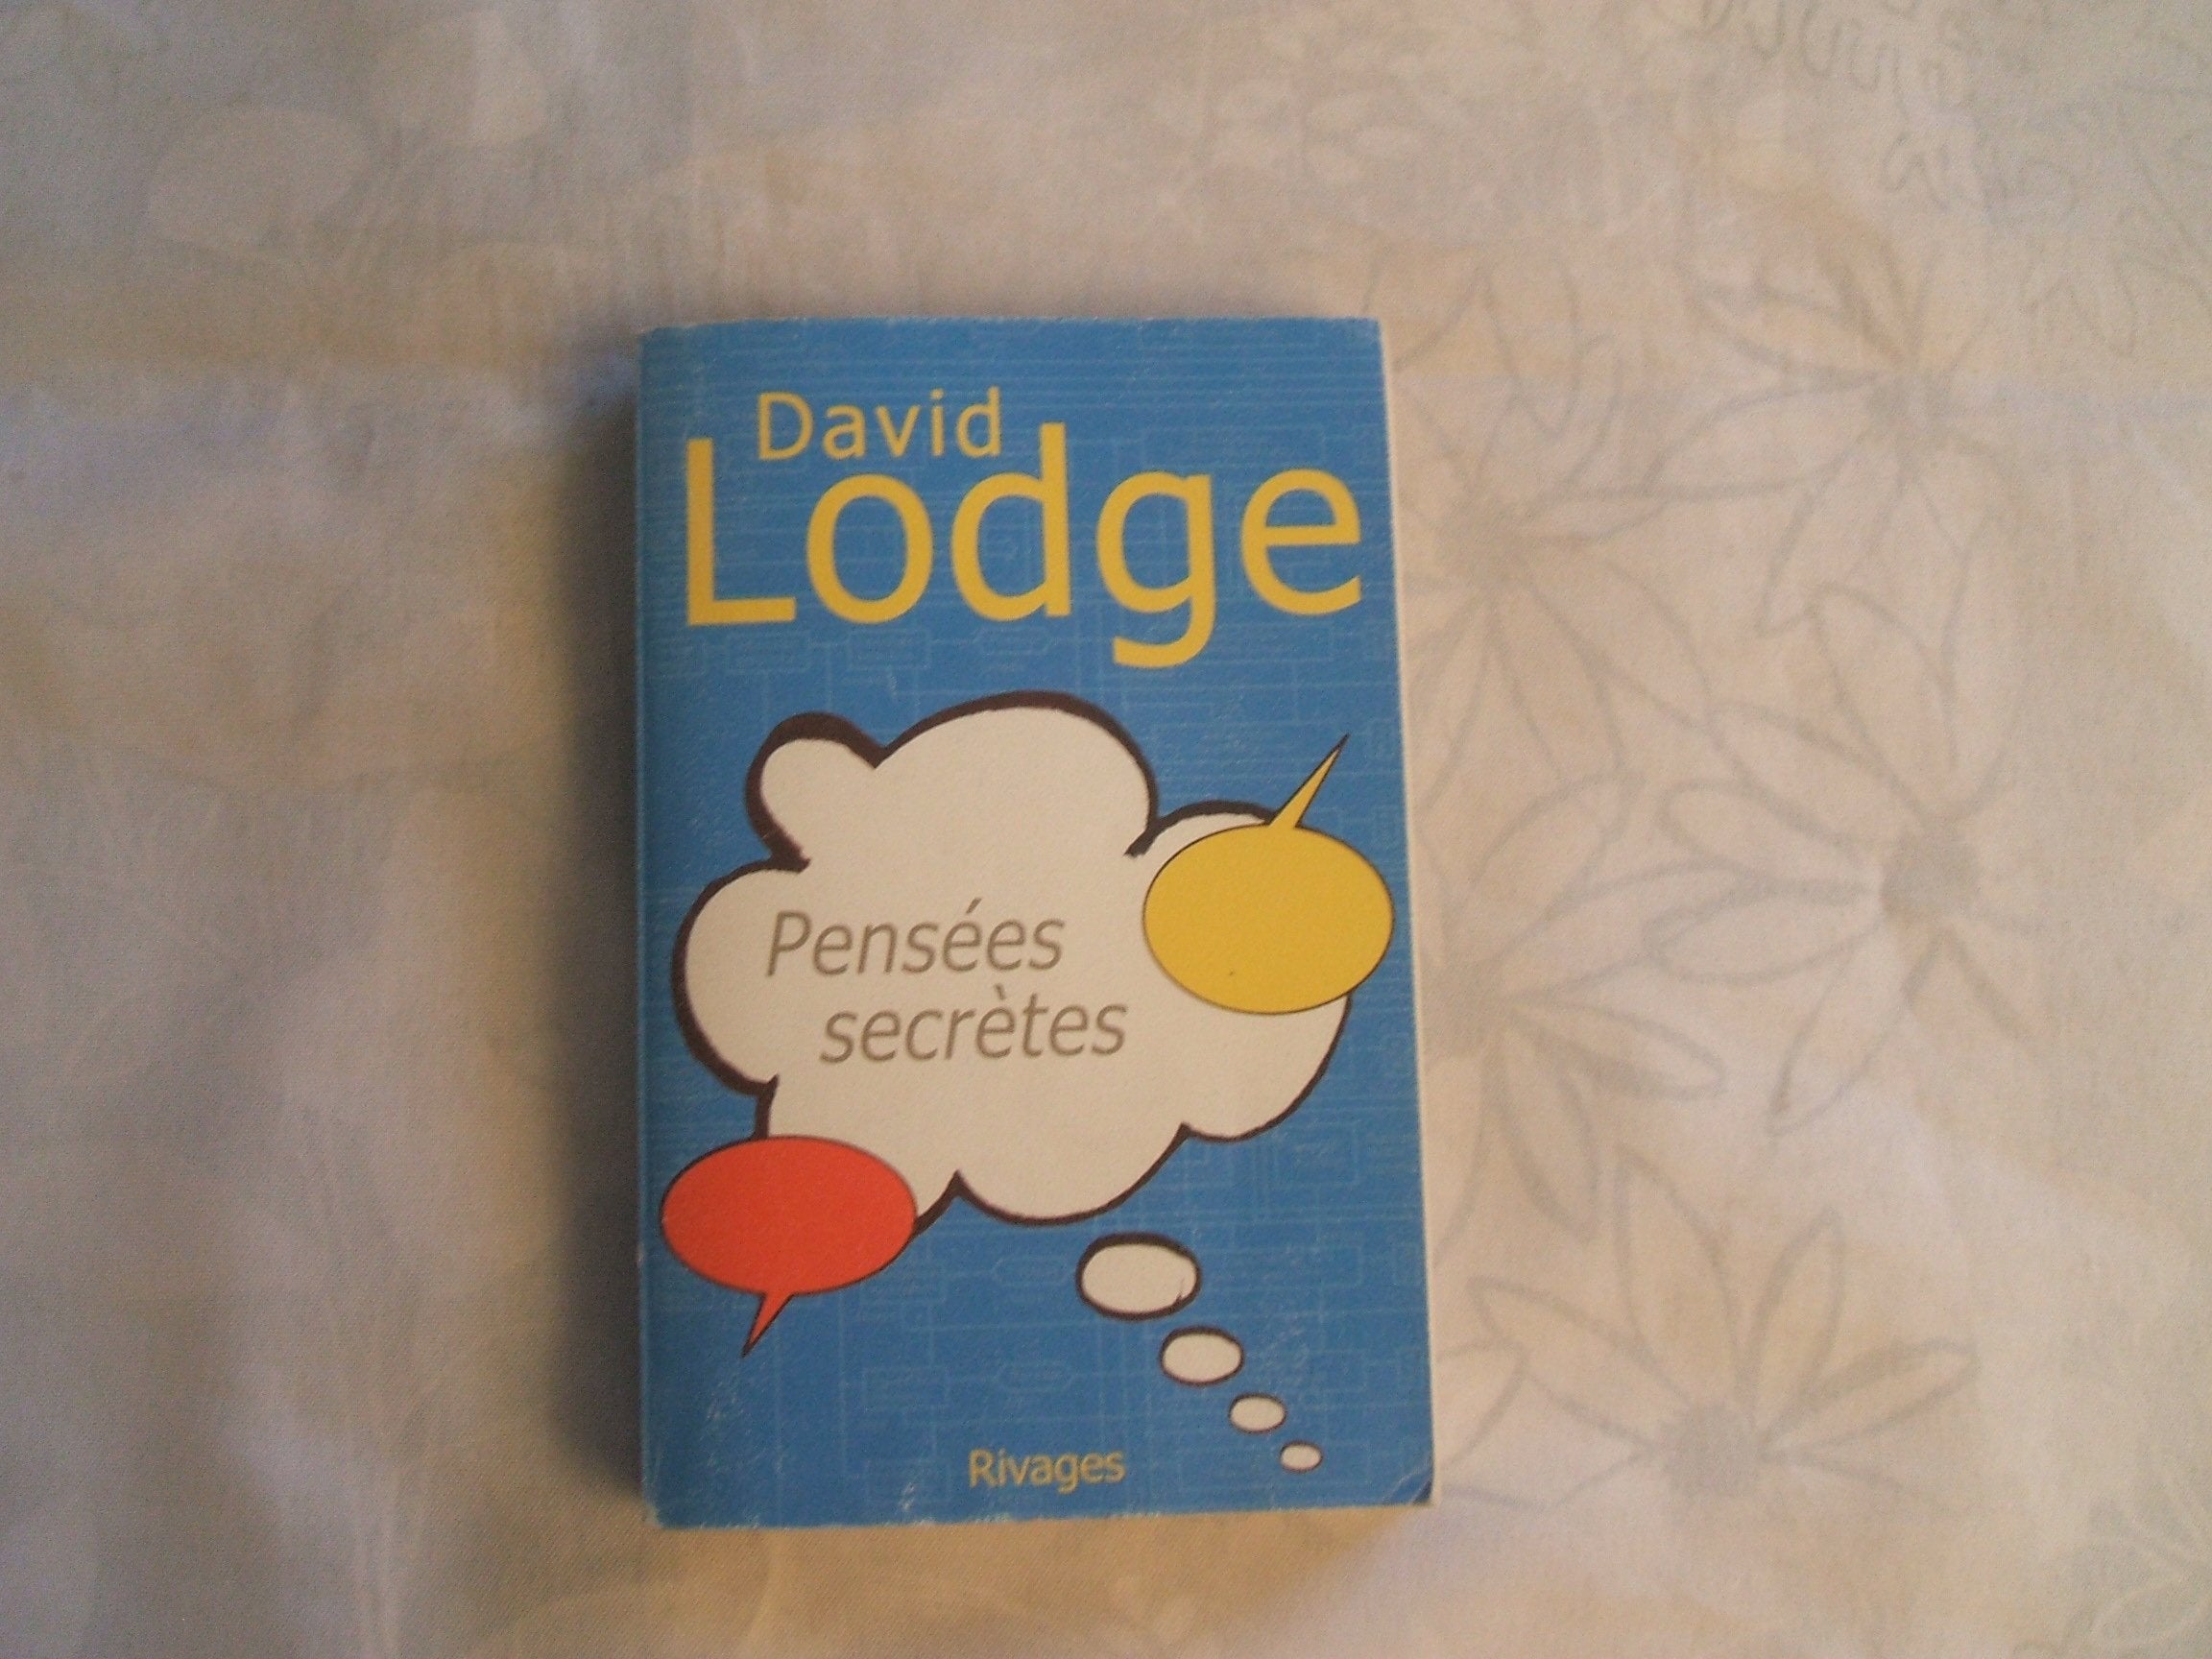 David
Lodge
Pensées
secrètes
Rivages